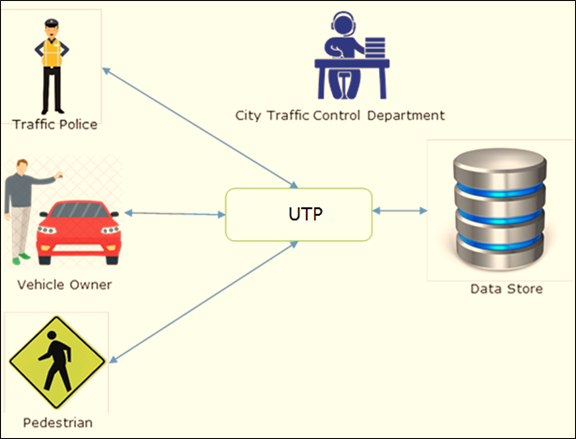 Traffic Police
City Traffic Control Department
UTP
Vehicle Owner
Data Store
Pedestrian